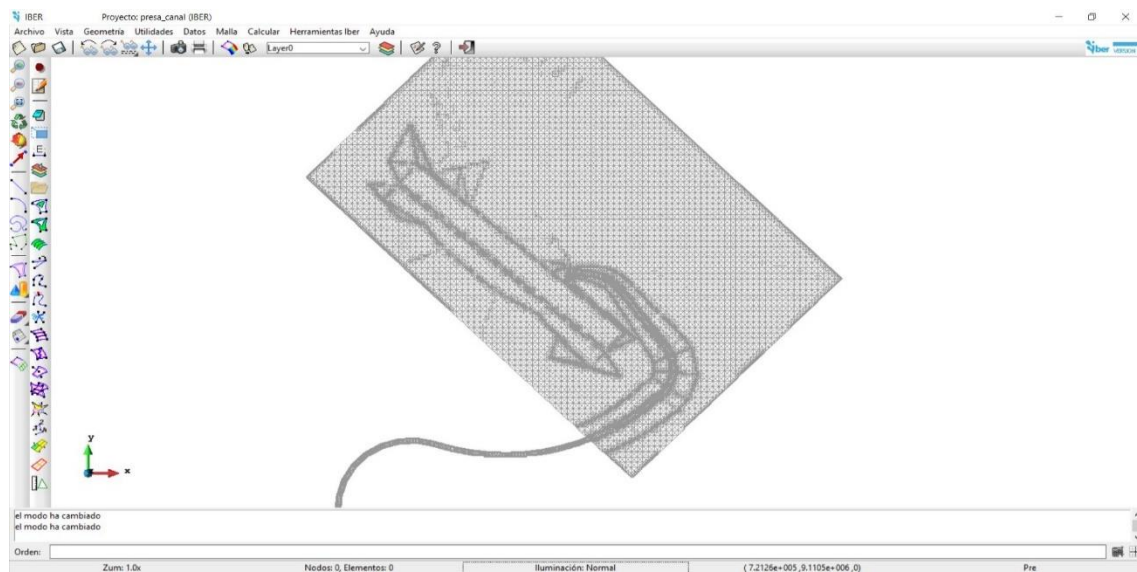 IBER Proyecto: presa_canal (IBER)
Archivo Vista Geometría Utilidades Datos Malla Calcular Herramientas Iber Ayuda
Layer0
Iber VERSION
E
y
x
el modo ha cambiado
el modo ha cambiado
Orden:
Zum: 1.0x Nodos: 0, Elementos: 0 Iluminación: Normal ( 7.2126e+005 ,9.1105e+006 ,0) Pre